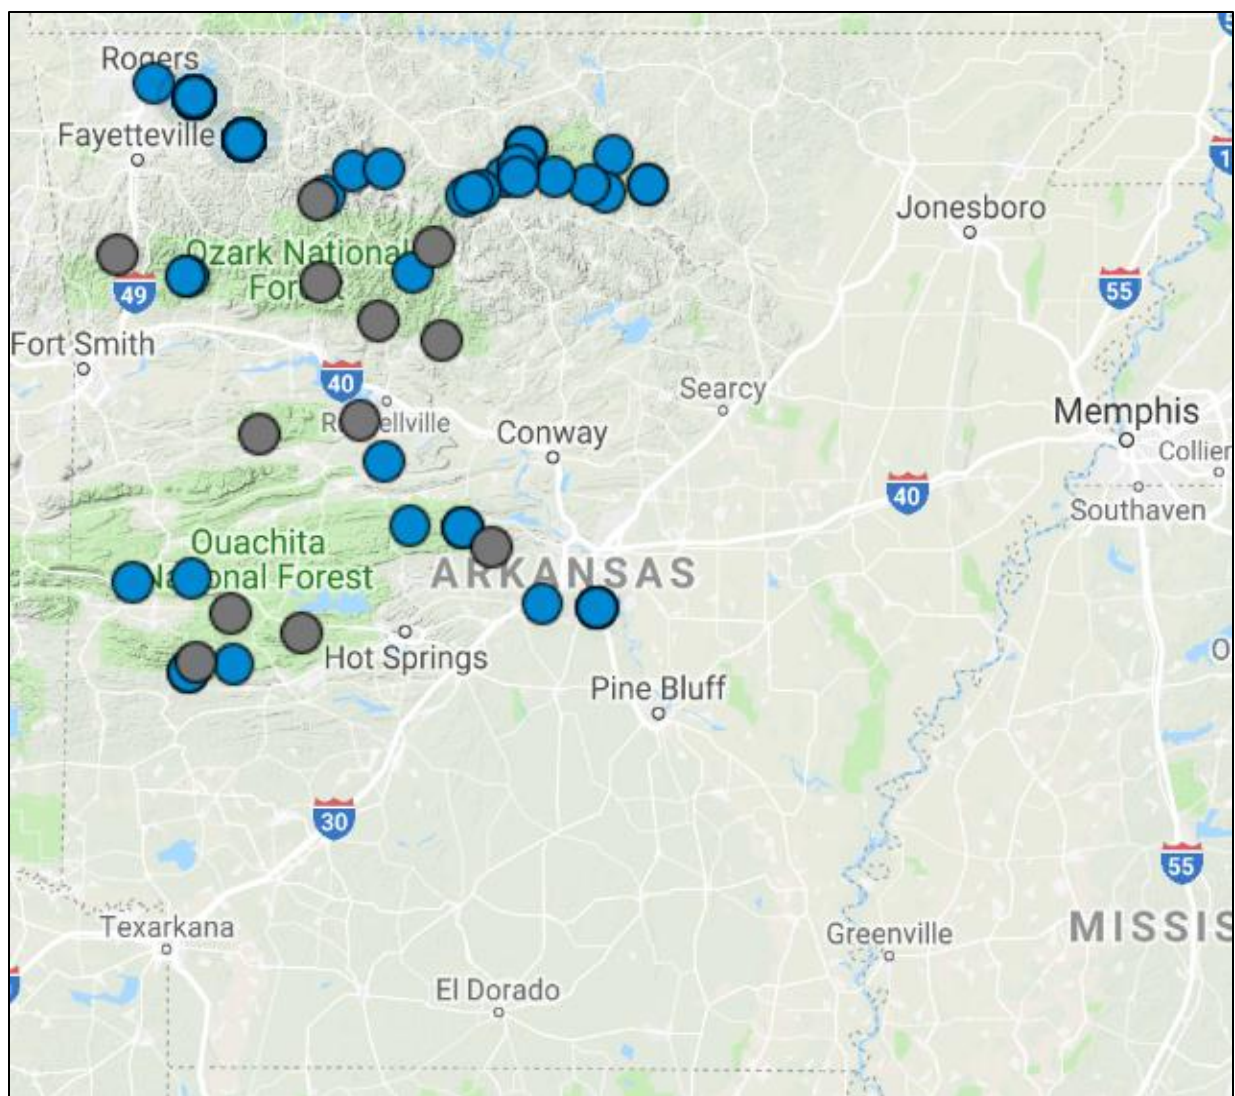 Rogers
Fayetteville
Jonesboro
Ozark National
Forest
49
55
Fort Smith
40
Searcy
Memphis
Conway
Collier
40
Southaven
Ouachita
National Forest
ARKANSAS
Hot Springs
Pine Bluff
30
55
Texarkana
Greenville
MISSIS
El Dorado